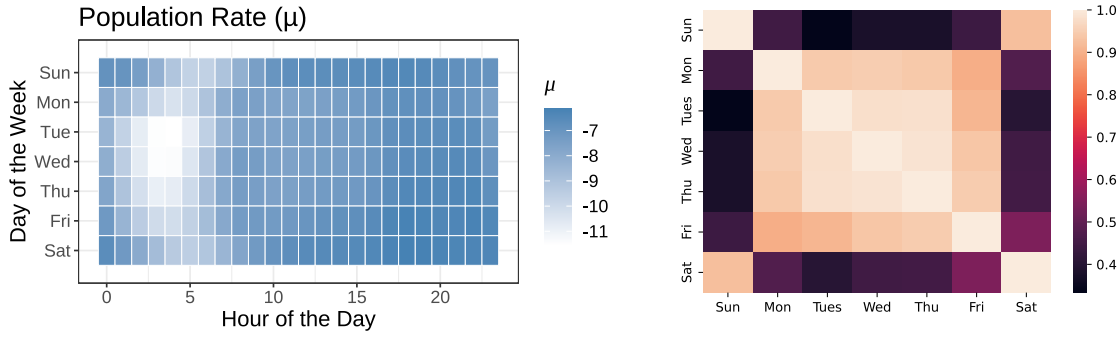 Population Rate (μ)
Day of the Week
Sun
Mon
Tue
Wed
Thu
Fri
Sat
0 5 10 15 20
Hour of the Day
μ
-7
-8
-9
-10
-11
Sun
Mon
Tues
Wed
Thu
Fri
Sat
Sun Mon Tues Wed Thu Fri Sat
1.0
0.9
0.8
0.7
0.6
0.5
0.4